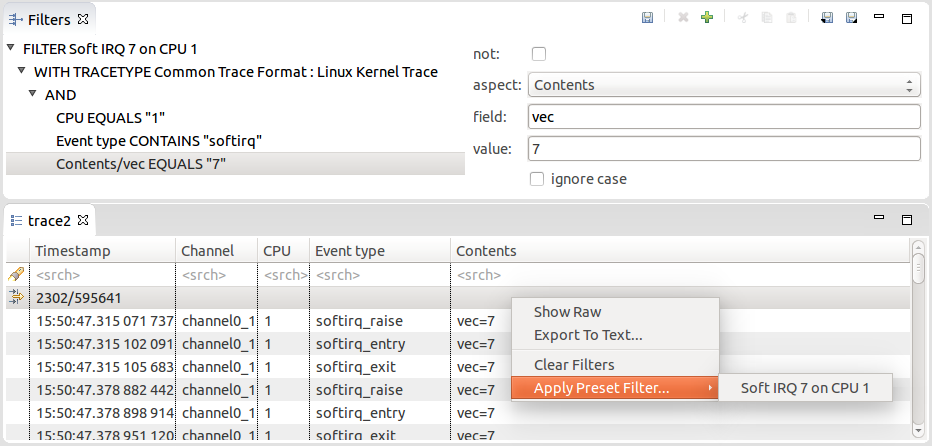 Filters
FILTER Soft IRQ 7 on CPU 1
WITH TRACETYPE Common Trace Format : Linux Kernel Trace
AND
CPU EQUALS "1"
Event type CONTAINS "softirq"
Contents/vec EQUALS "7"
not:
aspect: Contents
field: vec
value: 7
ignore case
trace2
Timestamp Channel CPU Event type Contents
<srch> <srch> <srch> <srch> <srch>
2302/595641
15:50:47.315 071 737 channel0_1 1 softirq_raise vec=7
15:50:47.315 102 091 channel0_1 1 softirq_entry vec=7
15:50:47.315 105 683 channel0_1 1 softirq_exit vec=7
15:50:47.378 882 442 channel0_1 1 softirq_raise vec=7
15:50:47.378 898 914 channel0_1 1 softirq_entry vec=7
15:50:47.378 951 120 channel0_1 1 softirq_exit vec=7
Show Raw
Export To Text...
Clear Filters
Apply Preset Filter...
Soft IRQ 7 on CPU 1